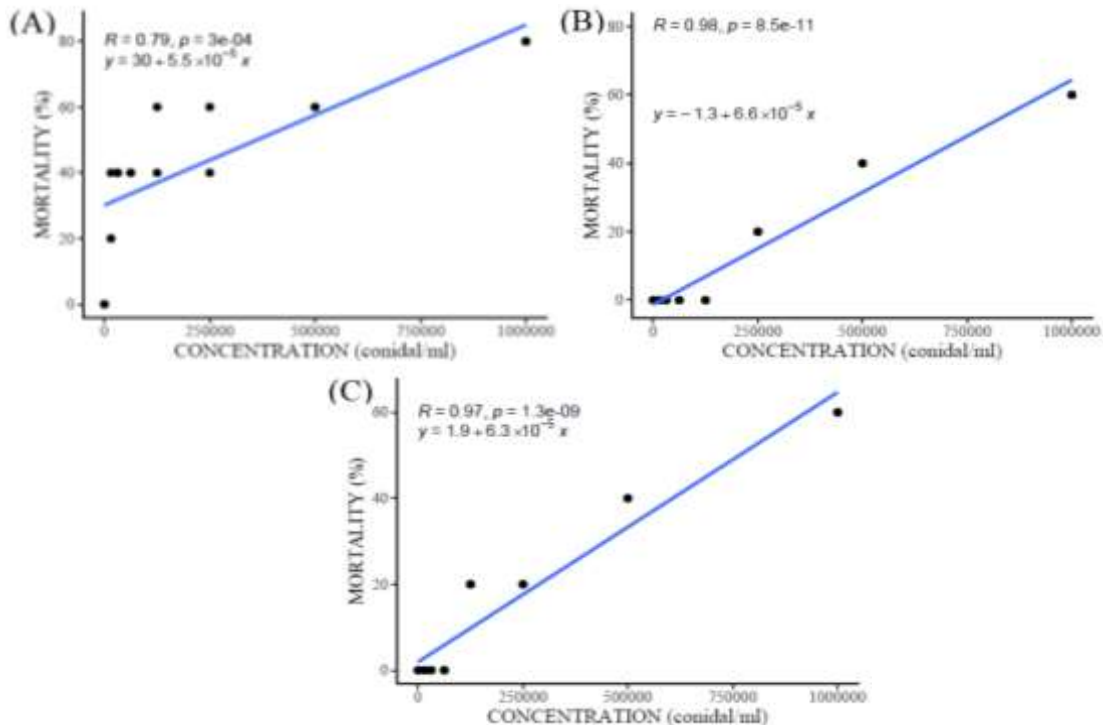 (A)
R = 0.79, p = 3e-04
y = 30 + 5.5 ×10⁻⁵ x
MORTALITY (%)
80
60
40
20
0
0 250000 500000 750000 1000000
CONCENTRATION (conidal/ml)
(B)
R = 0.98, p = 8.5e-11
y = − 1.3 + 6.6 ×10⁻⁵ x
MORTALITY (%)
80
60
40
20
0
0 250000 500000 750000 1000000
CONCENTRATION (conidal/ml)
(C)
R = 0.97, p = 1.3e-09
y = 1.9 + 6.3 ×10⁻⁵ x
MORTALITY (%)
60
40
20
0
0 250000 500000 750000 1000000
CONCENTRATION (conidal/ml)